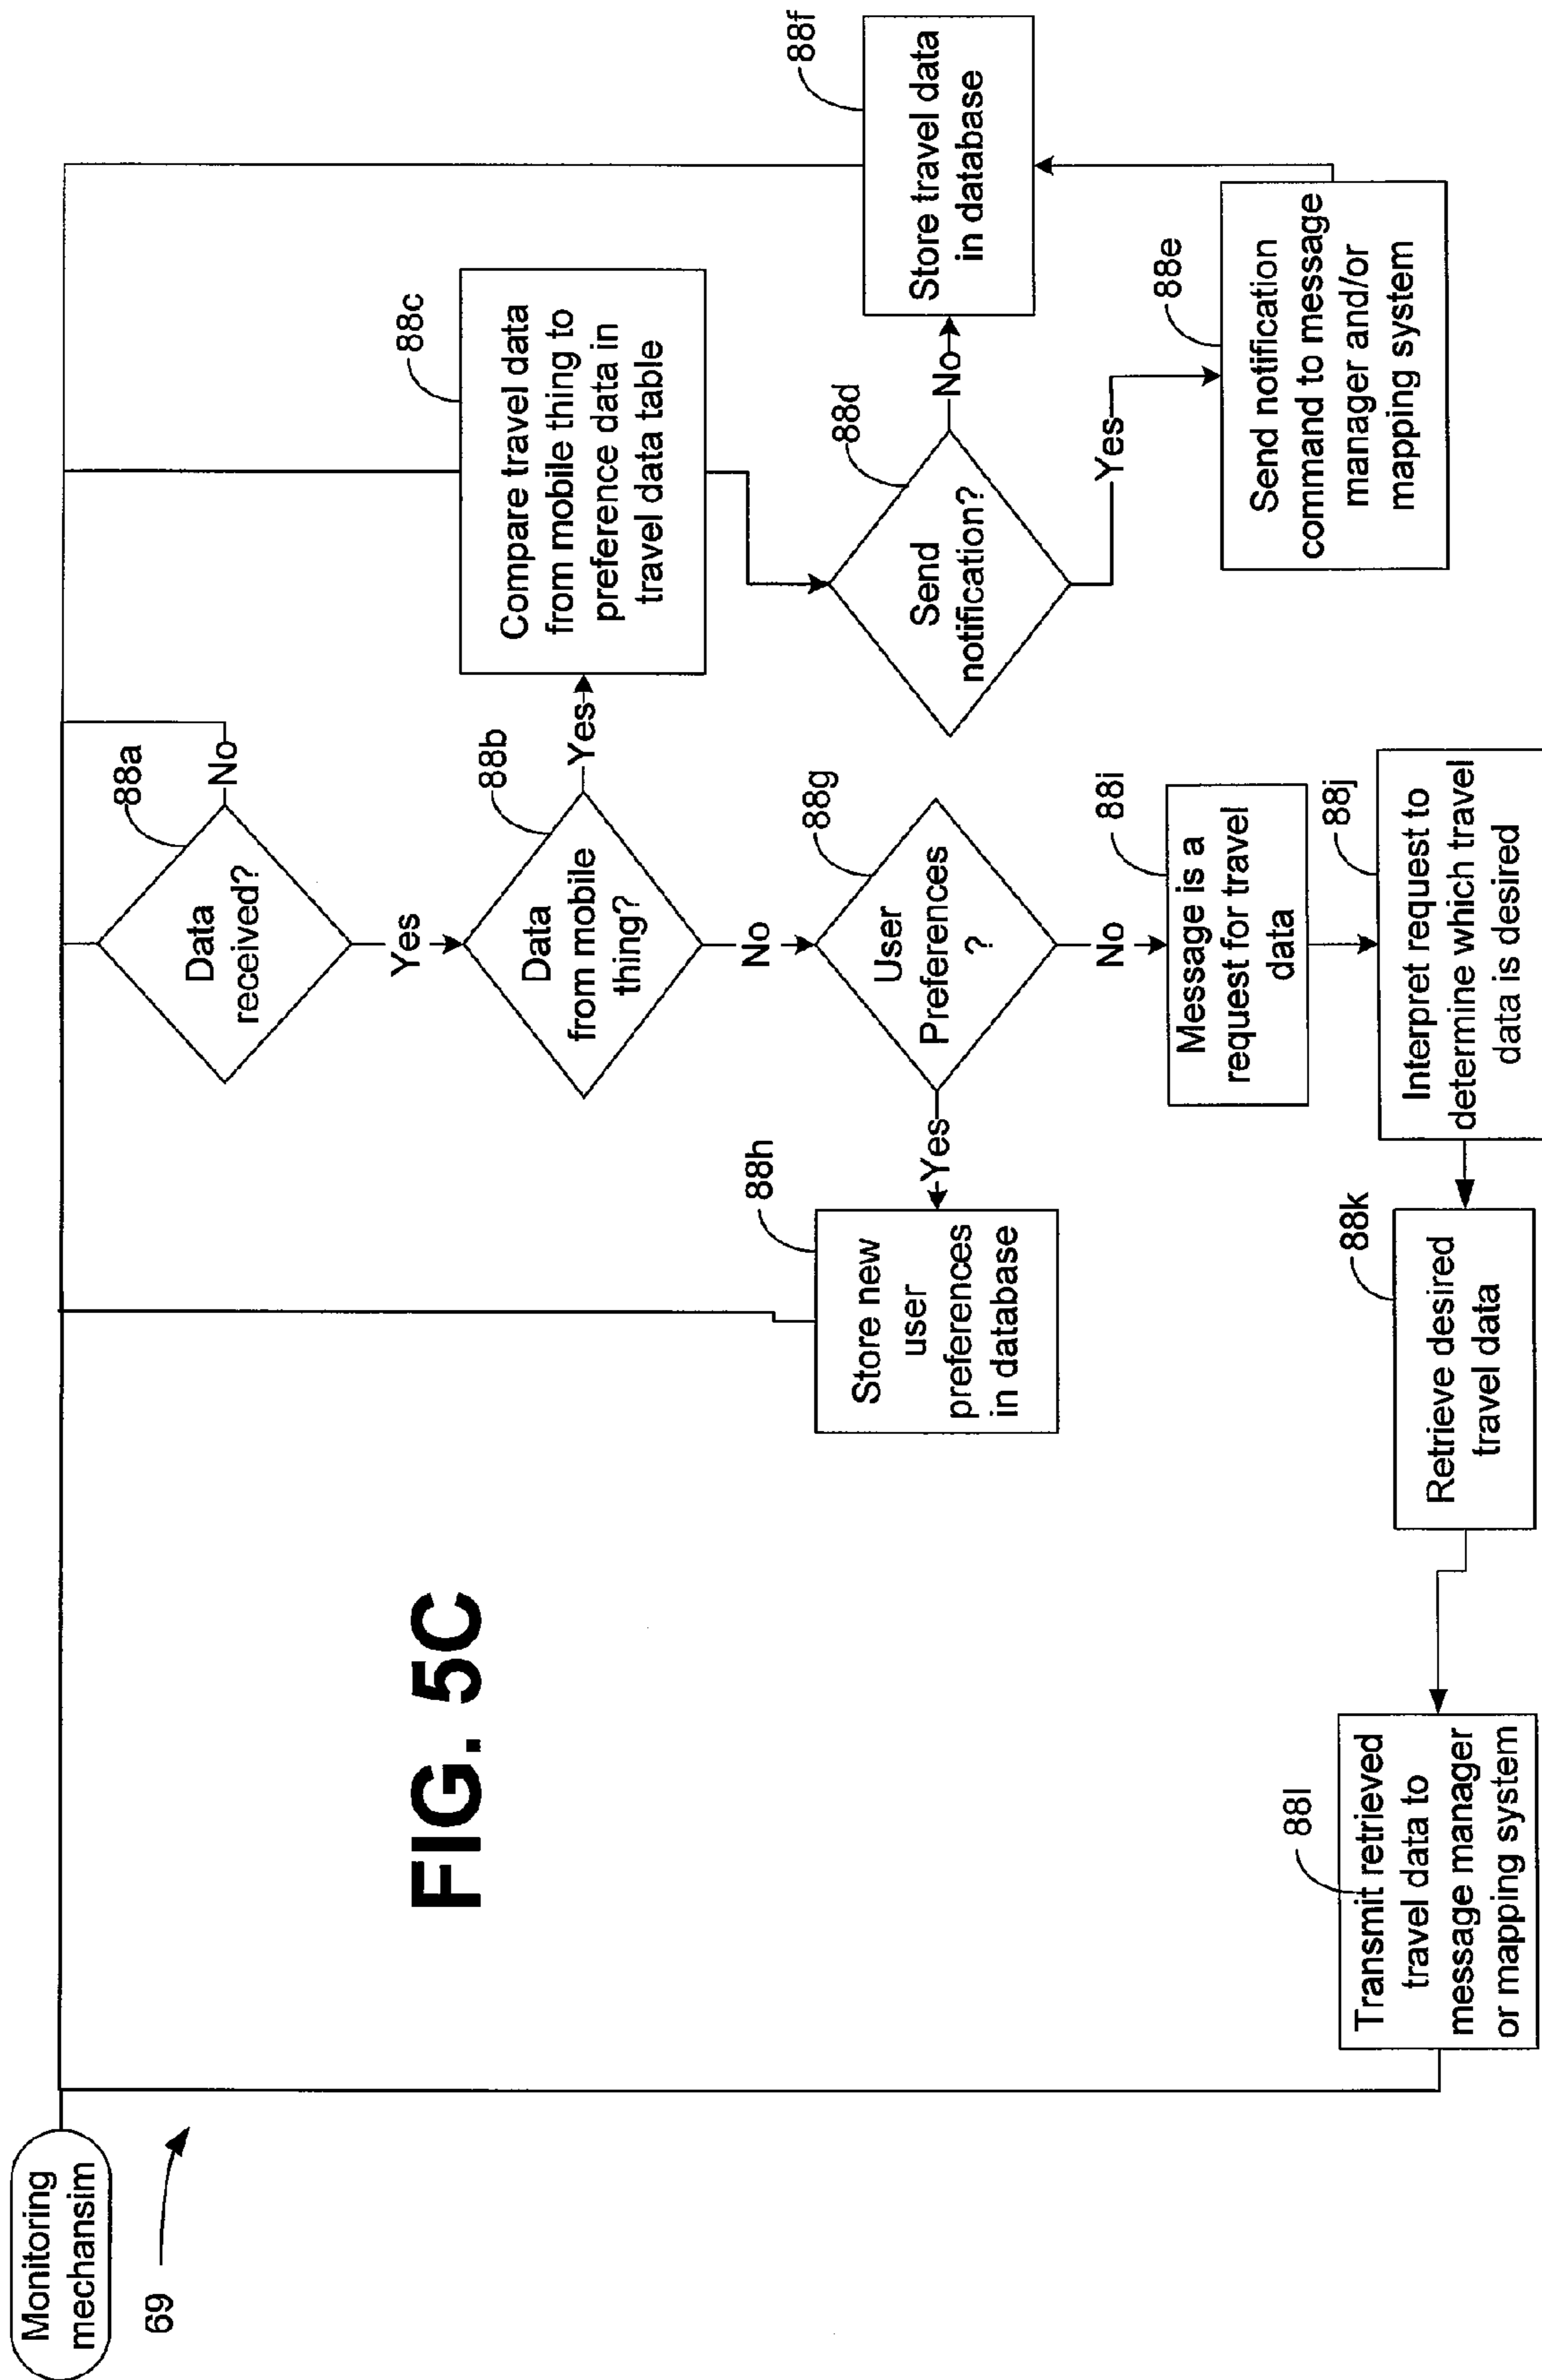 Monitoring
mechansim
69
Data
received?
88a
No
Yes
Data
from mobile
thing?
88b
Yes
No
Compare travel data
from mobile thing to
preference data in
travel data table
88c
Send
notification?
88d
No
Yes
Send notification
command to message
manager and/or
mapping system
88e
Store travel data
in database
88f
User
Preferences
?
88g
Yes
No
Store new
user
preferences
in database
88h
Message is a
request for travel
data
88i
Interpret request to
determine which travel
data is desired
88j
Retrieve desired
travel data
88k
Transmit retrieved
travel data to
message manager
or mapping system
88l
FIG. 5C